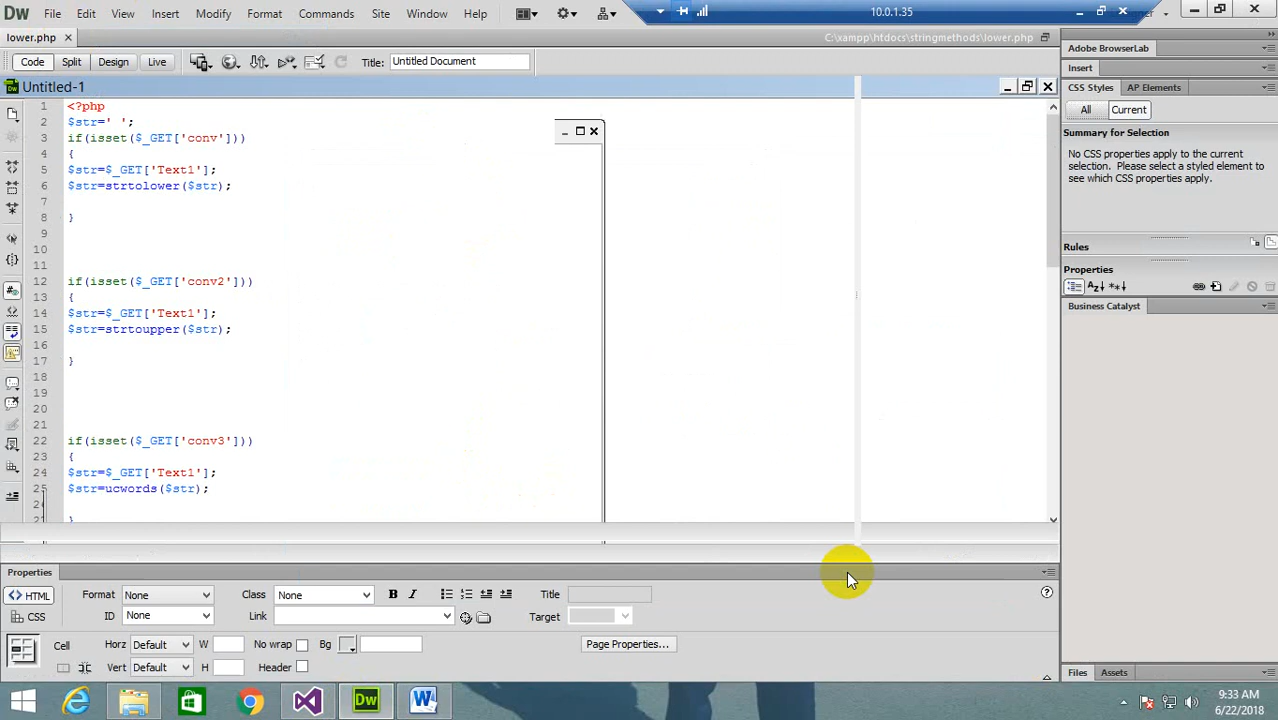 Dw File Edit View Insert Modify Format Commands Site Window Help 10.0.1.35
lower.php × C:\xampp\htdocs\stringmethods\lower.php
Code Split Design Live Title: Untitled Document
Untitled-1
1 <?php
2 $str=' ';
3 if(isset($_GET['conv']))
4 {
5 $str=$_GET['Text1'];
6 $str=strtolower($str);
7
8 }
9
10
11
12 if(isset($_GET['conv2']))
13 {
14 $str=$_GET['Text1'];
15 $str=strtoupper($str);
16
17 }
18
19
20
21
22 if(isset($_GET['conv3']))
23 {
24 $str=$_GET['Text1'];
25 $str=ucwords($str);
26
}
Adobe BrowserLab
Insert
CSS Styles AP Elements
All Current
Summary for Selection
No CSS properties apply to the current
selection. Please select a styled element to
see which CSS properties apply.
Rules
Properties
Business Catalyst
Files Assets
Properties
<> HTML Format None Class None B I Title
CSS ID None Link Target
Cell Horz Default W No wrap Bg Page Properties...
Vert Default H Header
9:33 AM
6/22/2018